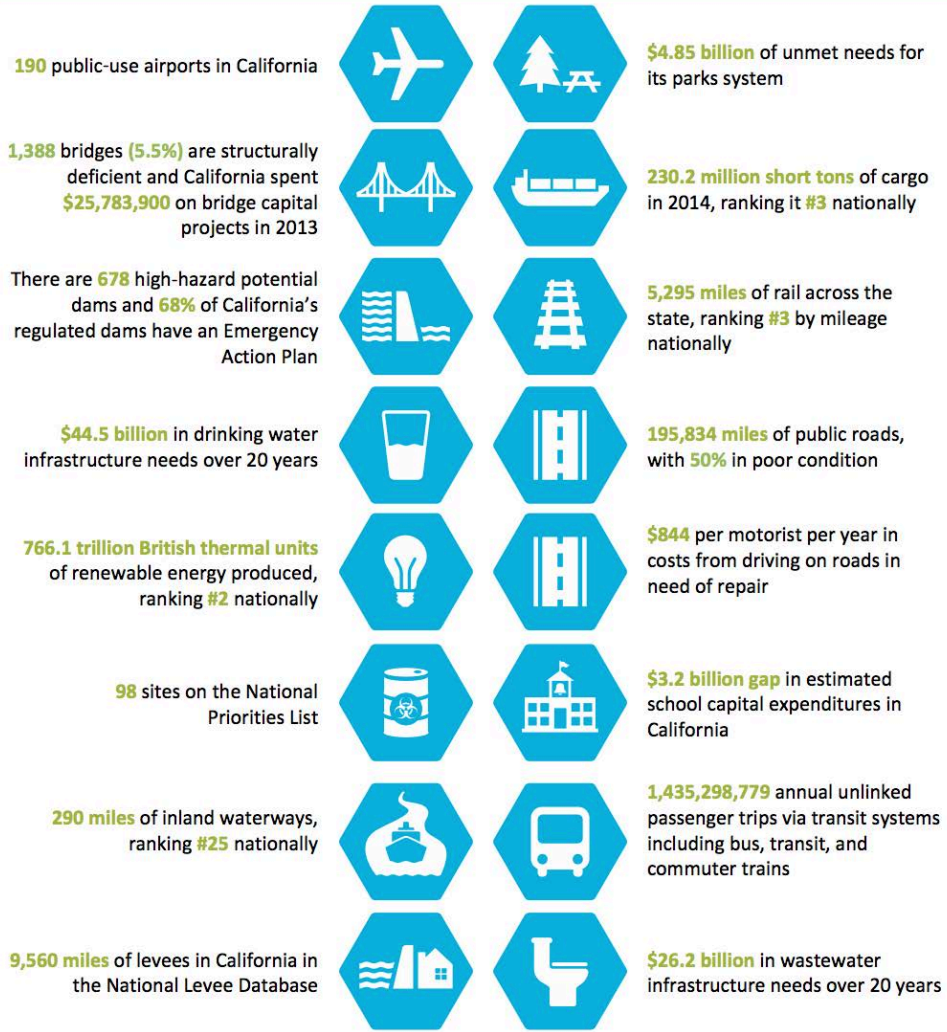 190 public-use airports in California
$4.85 billion of unmet needs for
its parks system
1,388 bridges (5.5%) are structurally
deficient and California spent
$25,783,900 on bridge capital
projects in 2013
230.2 million short tons of cargo
in 2014, ranking it #3 nationally
There are 678 high-hazard potential
dams and 68% of California's
regulated dams have an Emergency
Action Plan
5,295 miles of rail across the
state, ranking #3 by mileage
nationally
$44.5 billion in drinking water
infrastructure needs over 20 years
195,834 miles of public roads,
with 50% in poor condition
766.1 trillion British thermal units
of renewable energy produced,
ranking #2 nationally
$844 per motorist per year in
costs from driving on roads in
need of repair
98 sites on the National
Priorities List
$3.2 billion gap in estimated
school capital expenditures in
California
290 miles of inland waterways,
ranking #25 nationally
1,435,298,779 annual unlinked
passenger trips via transit systems
including bus, transit, and
commuter trains
9,560 miles of levees in California in
the National Levee Database
$26.2 billion in wastewater
infrastructure needs over 20 years